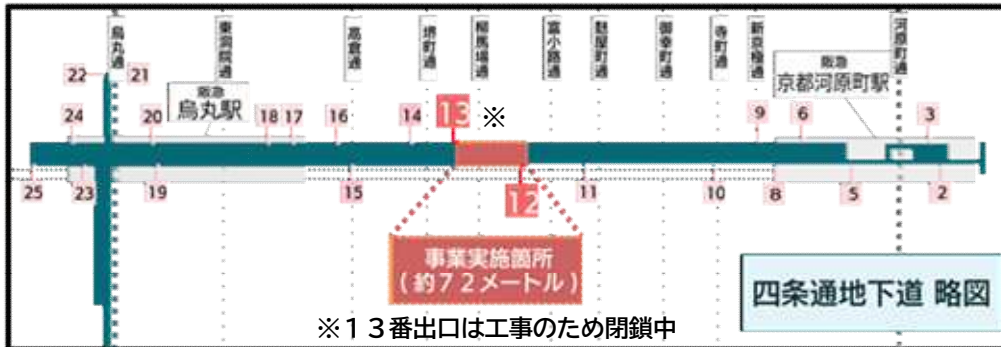 烏丸通
東洞院通
高倉通
堺町通
柳馬場通
富小路通
麩屋町通
御幸町通
寺町通
新京極通
河原町通
22
21
阪急
烏丸駅
阪急
京都河原町駅
24
20
18
17
16
14
13
※
9
6
3
25
23
19
15
12
11
10
8
5
2
事業実施箇所
(約72メートル)
四条通地下道 略図
※13番出口は工事のため閉鎖中